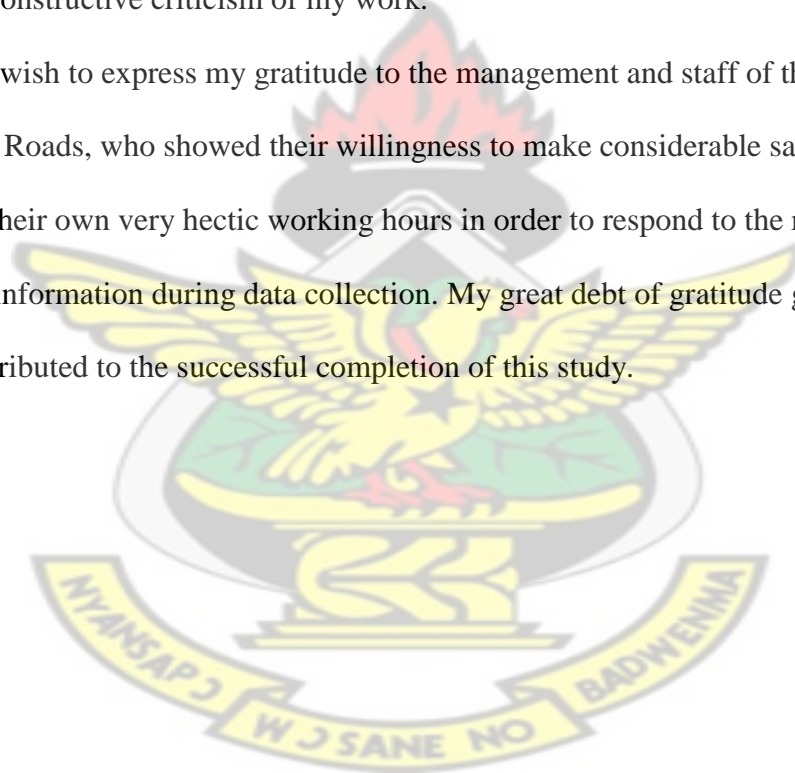 onstructive criticism of my work.
wish to express my gratitude to the management and staff of th
Roads, who showed their willingness to make considerable sa
heir own very hectic working hours in order to respond to the r
information during data collection. My great debt of gratitude g
ributed to the successful completion of this study.
NYANSAPƆ
WƆ SANE NO
BADWENMA